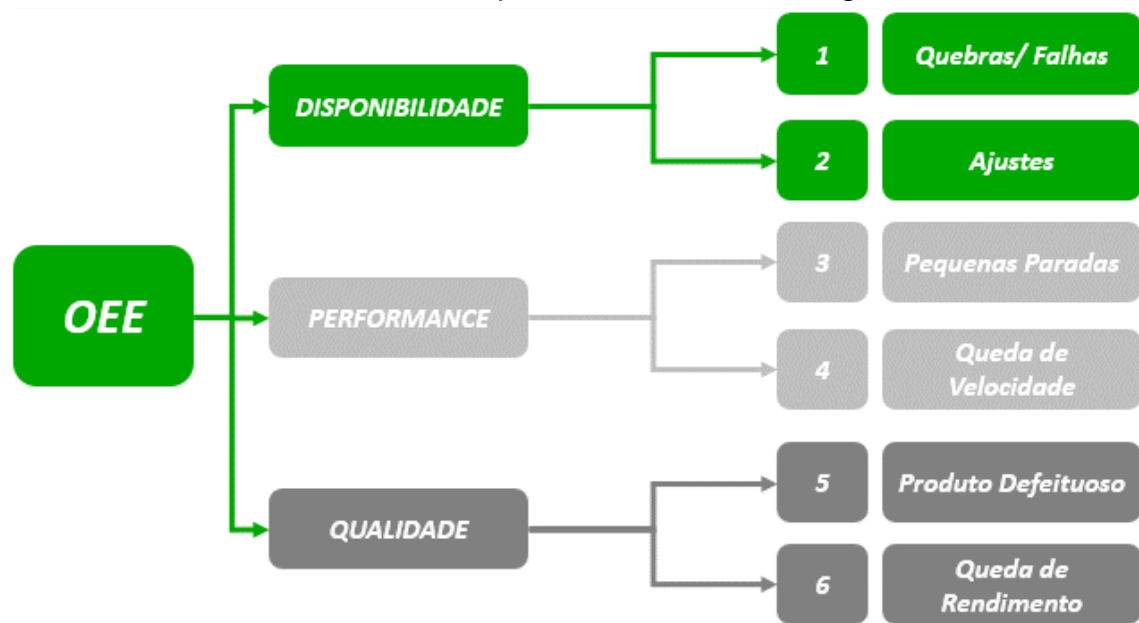 OEE
DISPONIBILIDADE
1
Quebras/ Falhas
2
Ajustes
PERFORMANCE
3
Pequenas Paradas
4
Queda de
Velocidade
QUALIDADE
5
Produto Defeituoso
6
Queda de
Rendimento